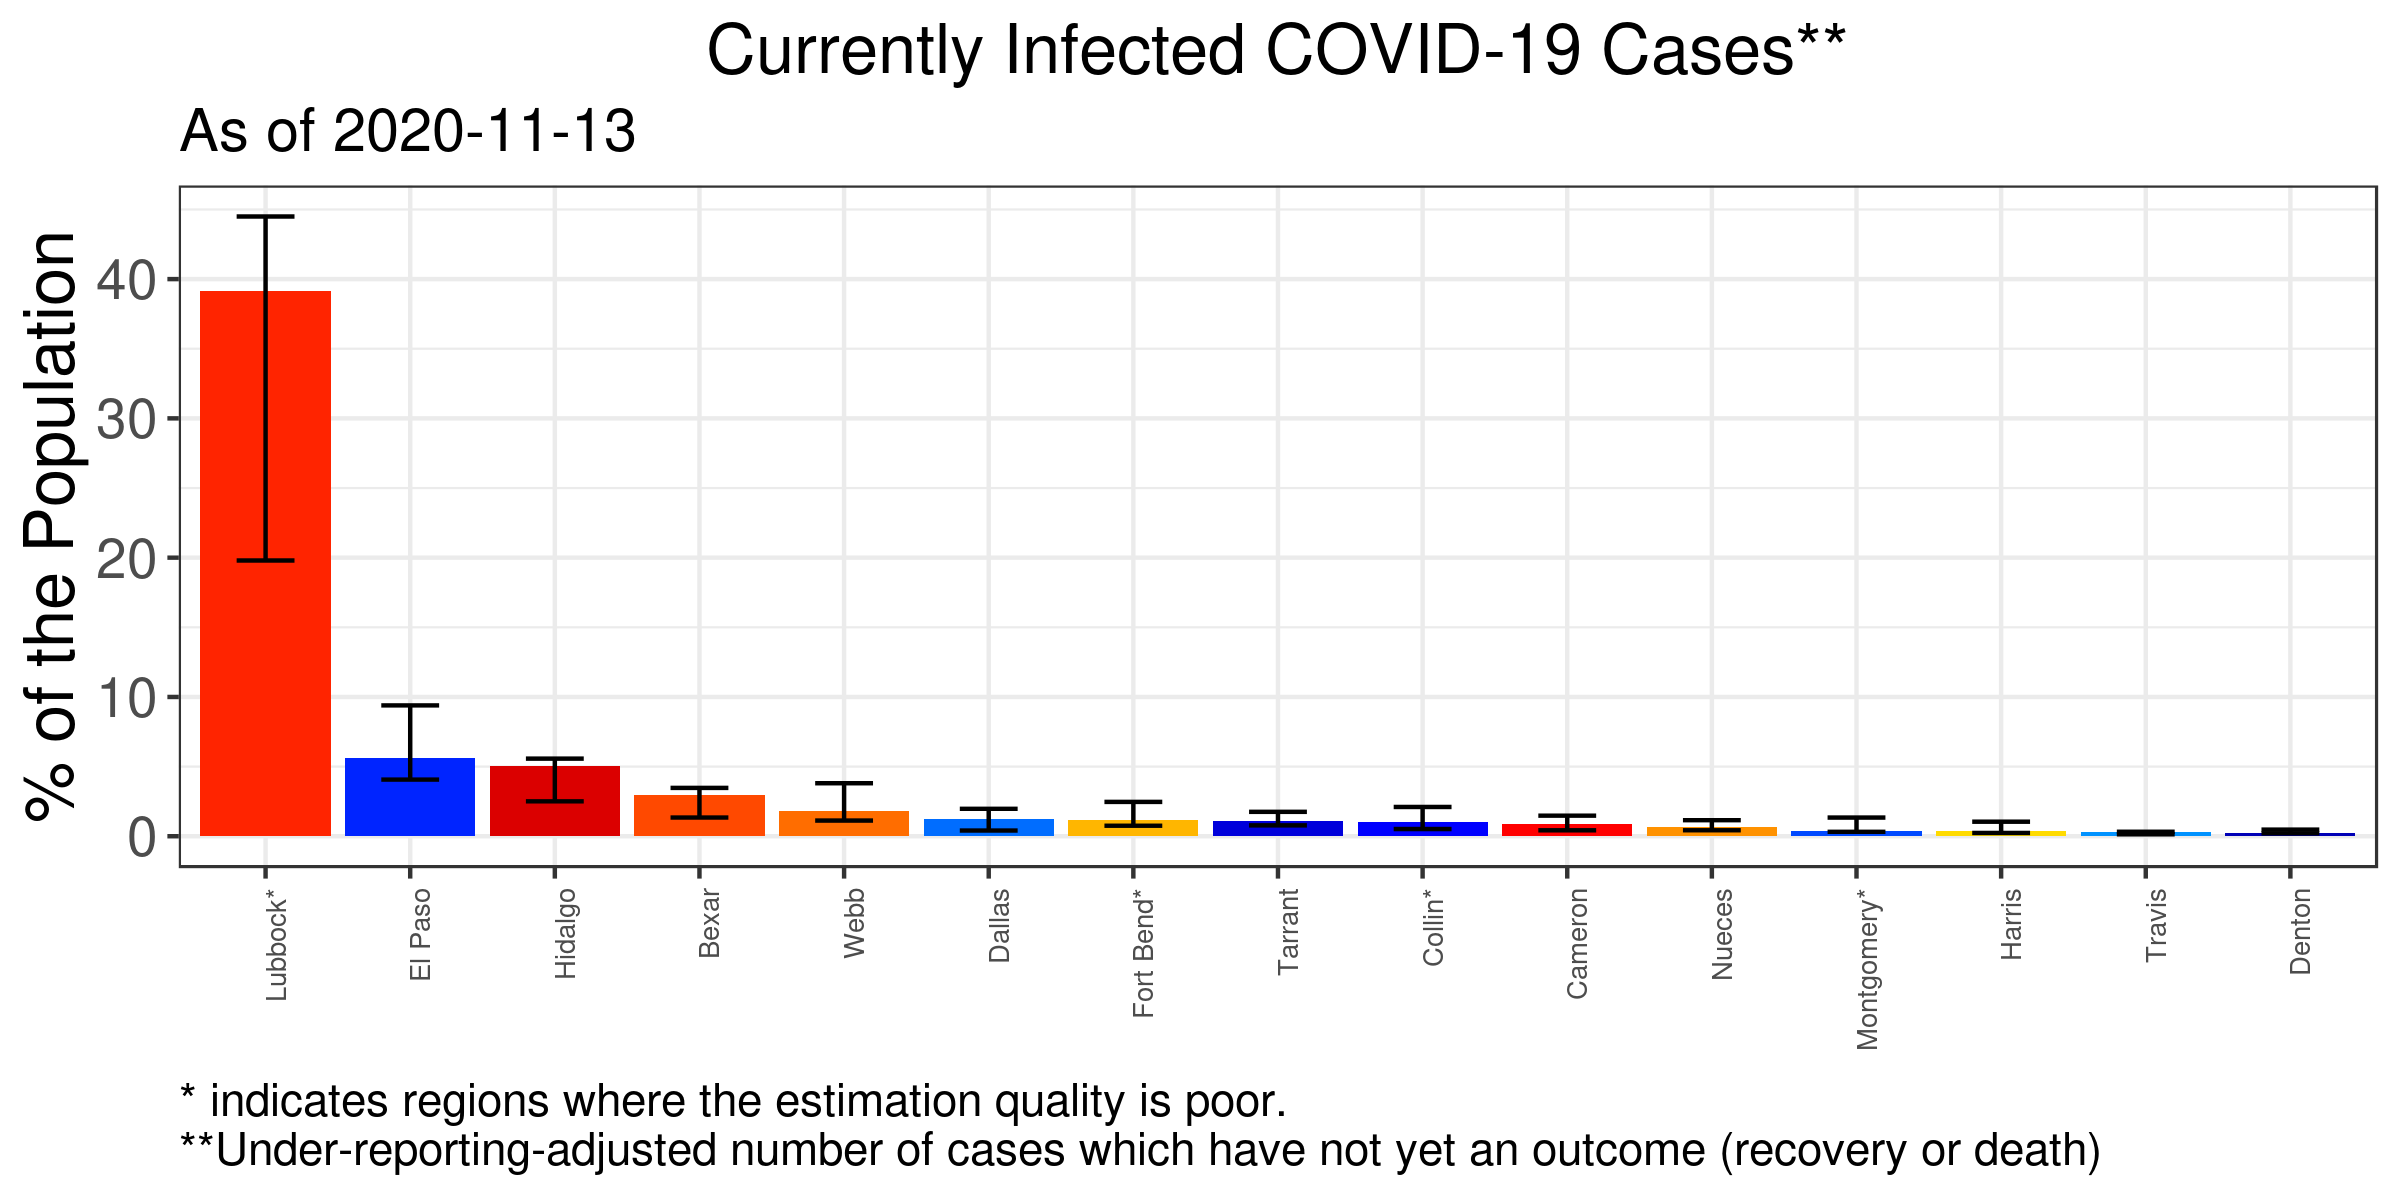 Currently Infected COVID-19 Cases**
As of 2020-11-13
% of the Population
40
30
20
10
0
Lubbock*
El Paso
Hidalgo
Bexar
Webb
Dallas
Fort Bend*
Tarrant
Collin*
Cameron
Nueces
Montgomery*
Harris
Travis
Denton
* indicates regions where the estimation quality is poor.
**Under-reporting-adjusted number of cases which have not yet an outcome (recovery or death)